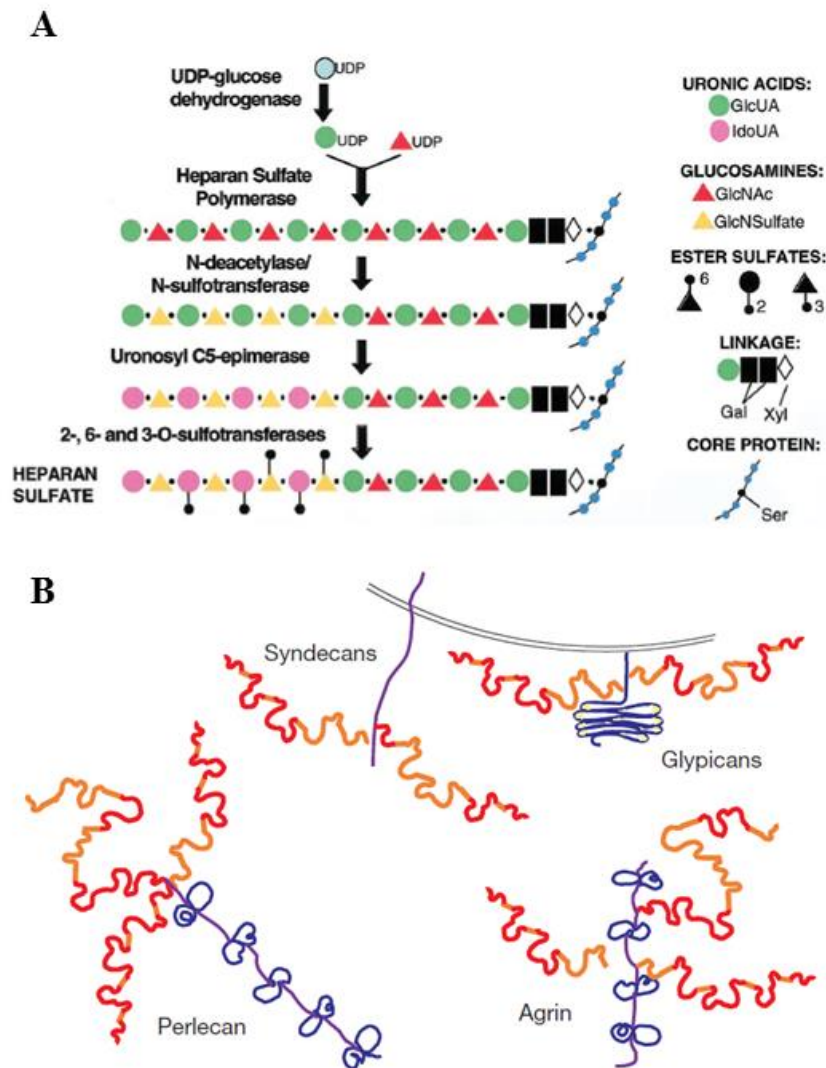 A
UDP-glucose
dehydrogenase
UDP
UDP
UDP
Heparan Sulfate
Polymerase
N-deacetylase/
N-sulfotransferase
Uronosyl C5-epimerase
2-, 6- and 3-O-sulfotransferases
HEPARAN
SULFATE
URONIC ACIDS:
GlcUA
IdoUA
GLUCOSAMINES:
GlcNAc
GlcNSulfate
ESTER SULFATES:
6
2
3
LINKAGE:
Gal
Xyl
CORE PROTEIN:
Ser
B
Syndecans
Glypicans
Perlecan
Agrin